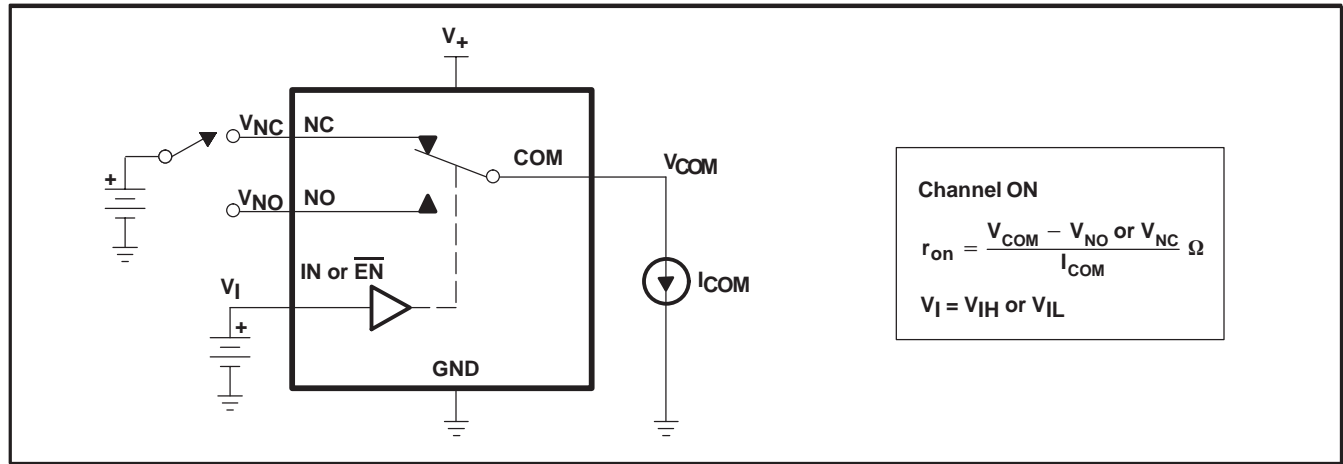 V+
VNC NC
COM
VCOM
+
VNO NO
IN or EN
VI
+
ICOM
GND
Channel ON
ron = VCOM − VNO or VNC / ICOM Ω
VI = VIH or VIL